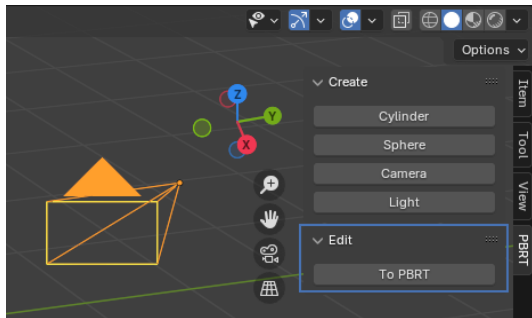 Options
Create
Cylinder
Sphere
Camera
Light
Edit
To PBRT
Z
Y
X
Item
Tool
View
PBRT